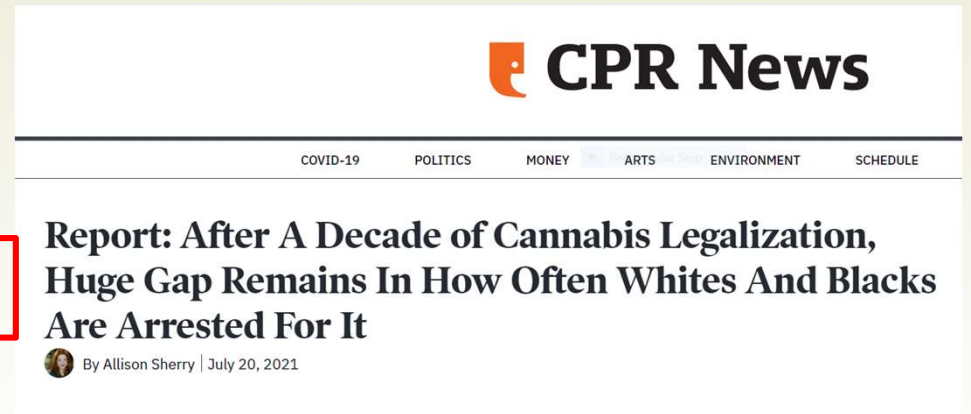 CPR News
COVID-19 POLITICS MONEY ARTS ENVIRONMENT SCHEDULE
Report: After A Decade of Cannabis Legalization,
Huge Gap Remains In How Often Whites And Blacks
Are Arrested For It
By Allison Sherry | July 20, 2021